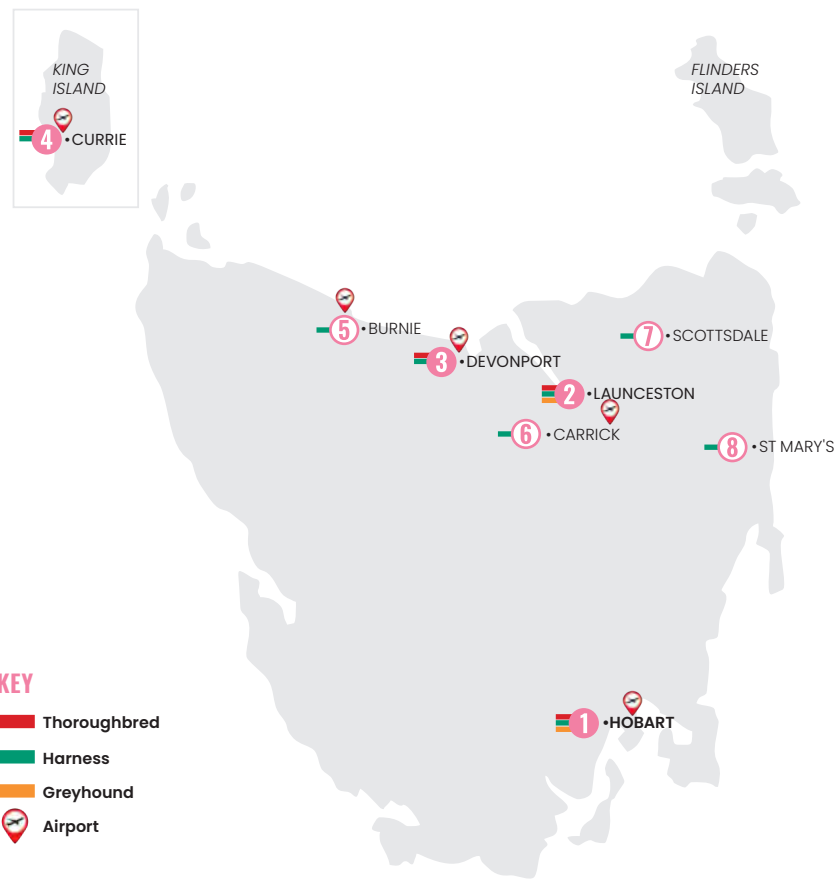 KING
ISLAND
4
•CURRIE
FLINDERS
ISLAND
5
•BURNIE
7
•SCOTTSDALE
3
•DEVONPORT
2
•LAUNCESTON
6
•CARRICK
8
•ST MARY'S
1
•HOBART
KEY
Thoroughbred
Harness
Greyhound
Airport